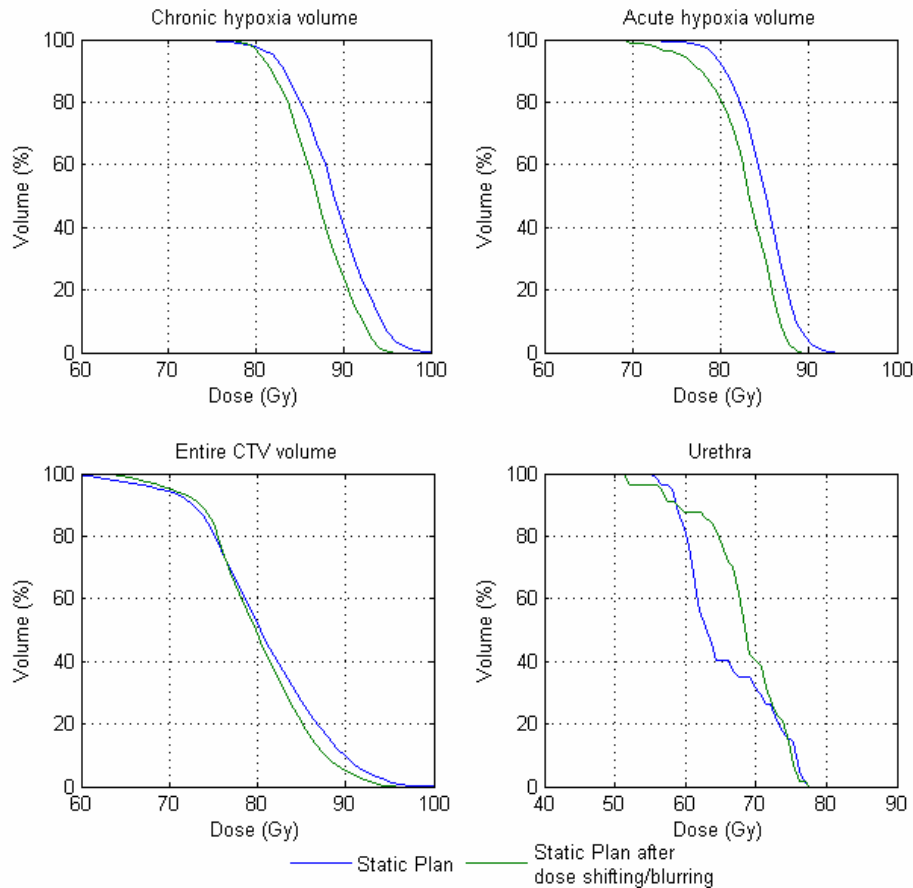 Chronic hypoxia volume
Acute hypoxia volume
100
80
60
40
20
0
Volume (%)
60 70 80 90 100
Dose (Gy)
100
80
60
40
20
0
Volume (%)
60 70 80 90 100
Dose (Gy)
Entire CTV volume
Urethra
100
80
60
40
20
0
Volume (%)
60 70 80 90 100
Dose (Gy)
100
80
60
40
20
0
Volume (%)
40 50 60 70 80 90
Dose (Gy)
Static Plan
Static Plan after
dose shifting/blurring